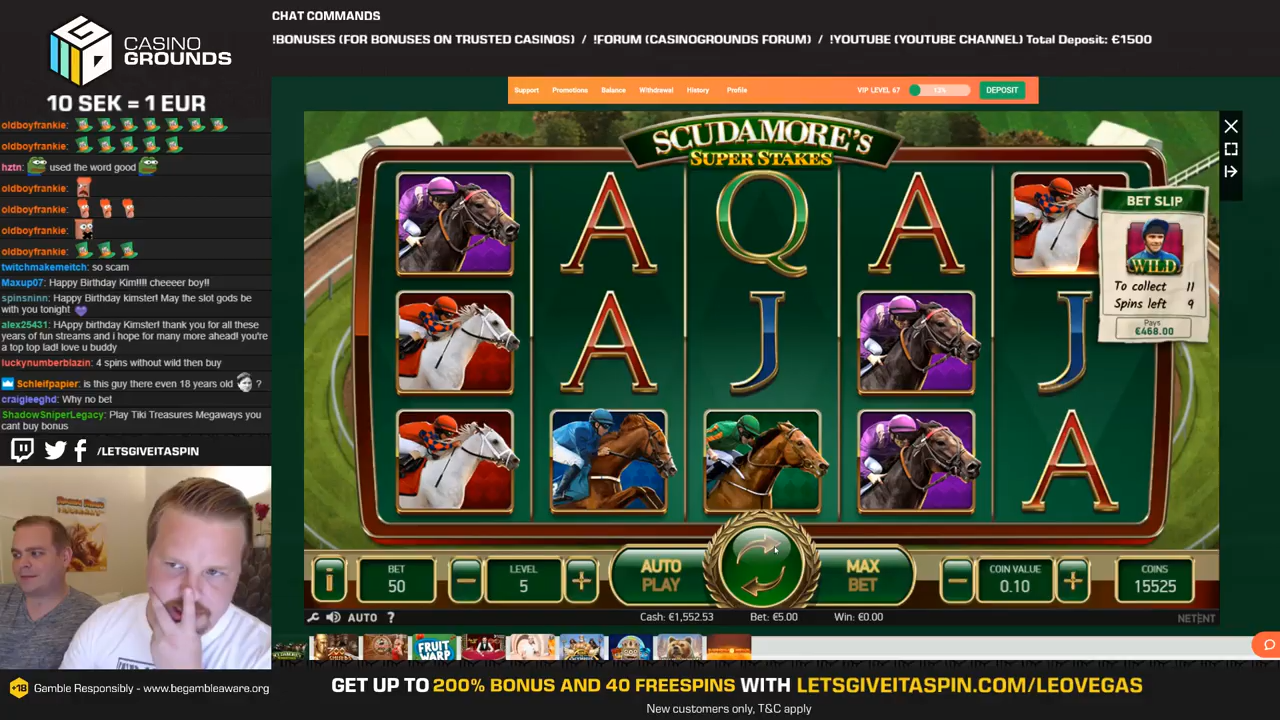 CHAT COMMANDS
!BONUSES (FOR BONUSES ON TRUSTED CASINOS) / !FORUM (CASINOGROUNDS FORUM) / !YOUTUBE (YOUTUBE CHANNEL) Total Deposit: €1500
CASINO
GROUNDS
10 SEK = 1 EUR
Support Promotions Balance Withdrawal History Profile VIP LEVEL 67 DEPOSIT
oldboyfrankie:
oldboyfrankie:
hztn: used the word good
oldboyfrankie:
oldboyfrankie:
oldboyfrankie:
oldboyfrankie:
twitchmakemeitch: so scam
Maxup07: Happy Birthday Kim!!!! cheeeer boy!!
spinsninn: Happy Birthday kimster! May the slot gods be
with you tonight
alex25431: HAppy birthday Kimster! thank you for all these
years of fun streams and i hope for many more ahead! you're
a top top lad! love u buddy
luckynumberblazin: 4 spins without wild then buy
Schleifpapier: is this guy there even 18 years old ?
craigleeghd: Why no bet
ShadowSniperLegacy: Play Tiki Treasures Megaways you
cant buy bonus
/LETSGIVEITASPIN
SCUDAMORE'S
SUPER STAKES
A Q A
A J J
A
BET SLIP
WILD
To collect 11
Spins left 9
Pays
€468.00
i
BET
50
LEVEL
5
AUTO
PLAY
MAX
BET
COIN VALUE
0.10
COINS
15525
AUTO ?
Cash: €1,552.53 Bet: €5.00 Win: €0.00
NETENT
FRUIT
WARP
+18 Gamble Responsibly - www.begambleaware.org
GET UP TO 200% BONUS AND 40 FREESPINS WITH LETSGIVEITASPIN.COM/LEOVEGAS
New customers only, T&C apply